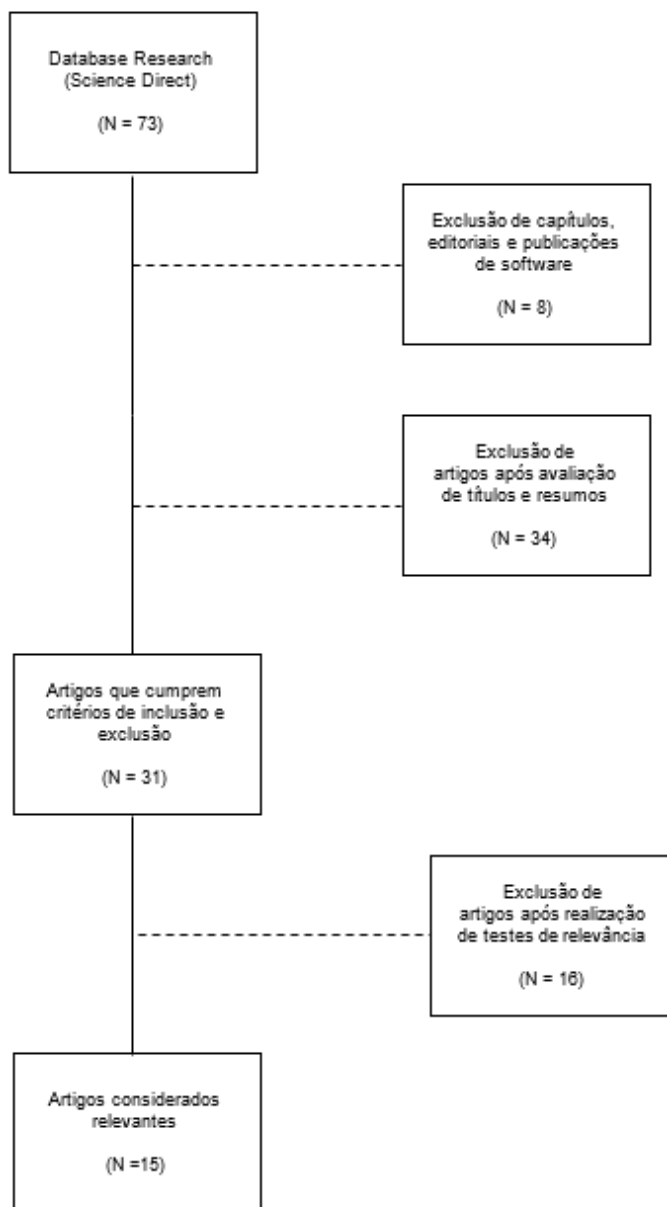 Database Research
(Science Direct)
(N = 73)
Exclusão de capítulos,
editoriais e publicações
de software
(N = 8)
Exclusão de
artigos após avaliação
de títulos e resumos
(N = 34)
Artigos que cumprem
critérios de inclusão e
exclusão
(N = 31)
Exclusão de
artigos após realização
de testes de relevância
(N = 16)
Artigos considerados
relevantes
(N =15)